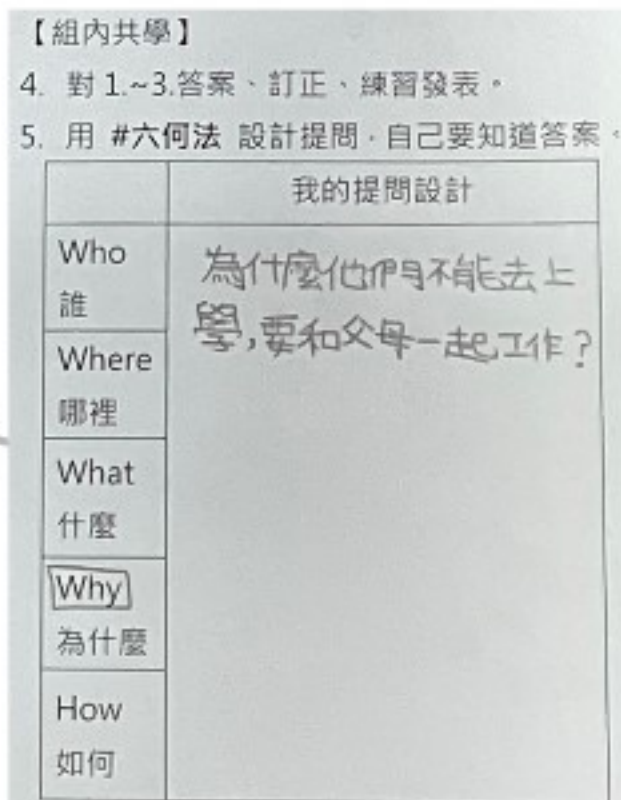 【組內共學】
4. 對 1.~3.答案、訂正、練習發表。
5. 用 #六何法 設計提問，自己要知道答案。
我的提問設計
Who
誰
為什麼他們不能去上
學，要和父母一起工作？
Where
哪裡
What
什麼
Why
為什麼
How
如何